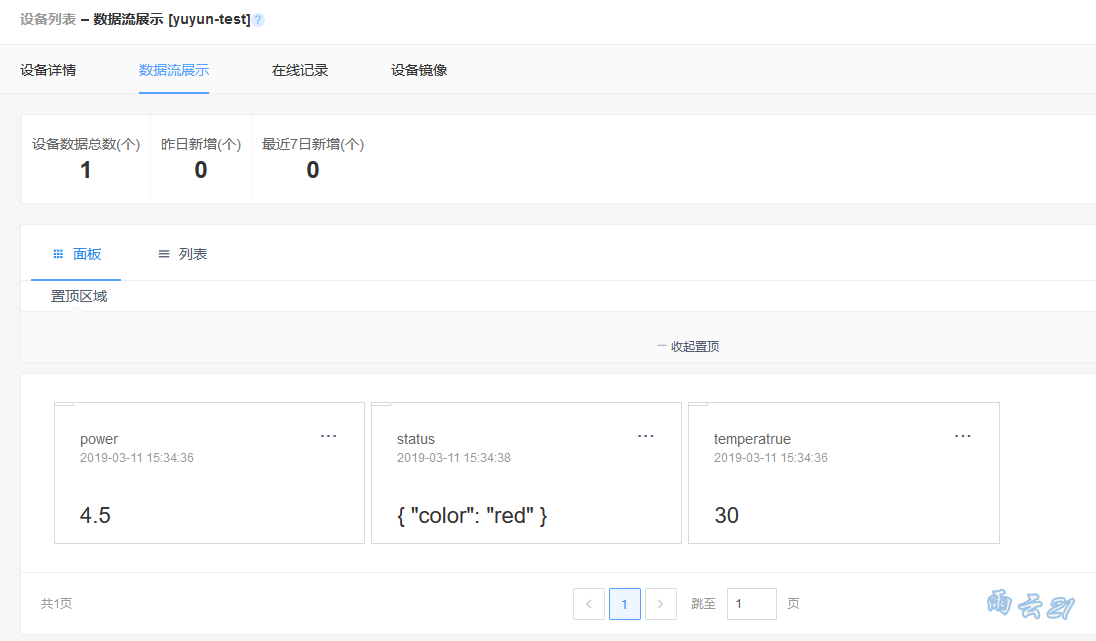 设备列表 – 数据流展示 [yuyun-test] ?
设备详情 数据流展示 在线记录 设备镜像
设备数据总数(个) 昨日新增(个) 最近7日新增(个)
1 0 0
面板 列表
置顶区域
一 收起置顶
power ... status ... temperatrue ...
2019-03-11 15:34:36 2019-03-11 15:34:38 2019-03-11 15:34:36
4.5 { "color": "red" } 30
共1页 < 1 > 跳至 1 页
雨云21